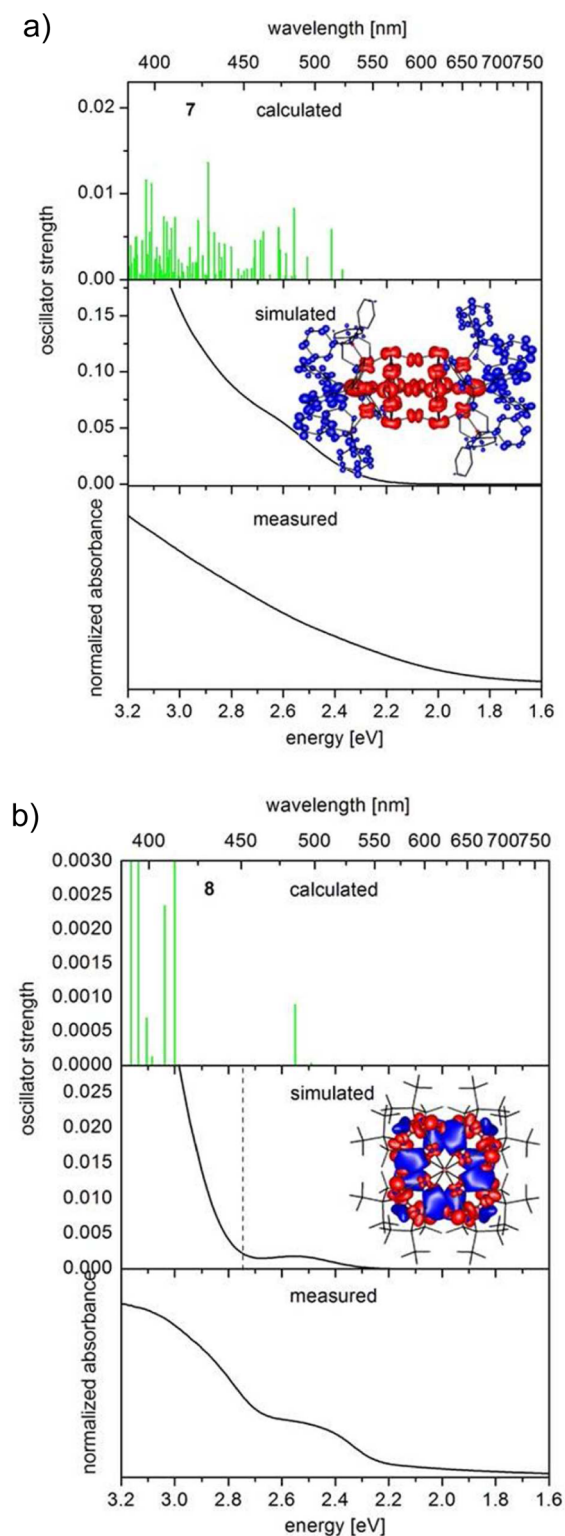 a)
wavelength [nm]
400 450 500 550 600 650 700 750
7 calculated
0.02
0.01
0.00
oscillator strength
simulated
0.15
0.10
0.05
0.00
measured
normalized absorbance
3.2 3.0 2.8 2.6 2.4 2.2 2.0 1.8 1.6
energy [eV]
b)
wavelength [nm]
400 450 500 550 600 650 700 750
8 calculated
0.0030
0.0025
0.0020
0.0015
0.0010
0.0005
0.0000
oscillator strength
simulated
0.025
0.020
0.015
0.010
0.005
0.000
measured
normalized absorbance
3.2 3.0 2.8 2.6 2.4 2.2 2.0 1.8 1.6
energy [eV]